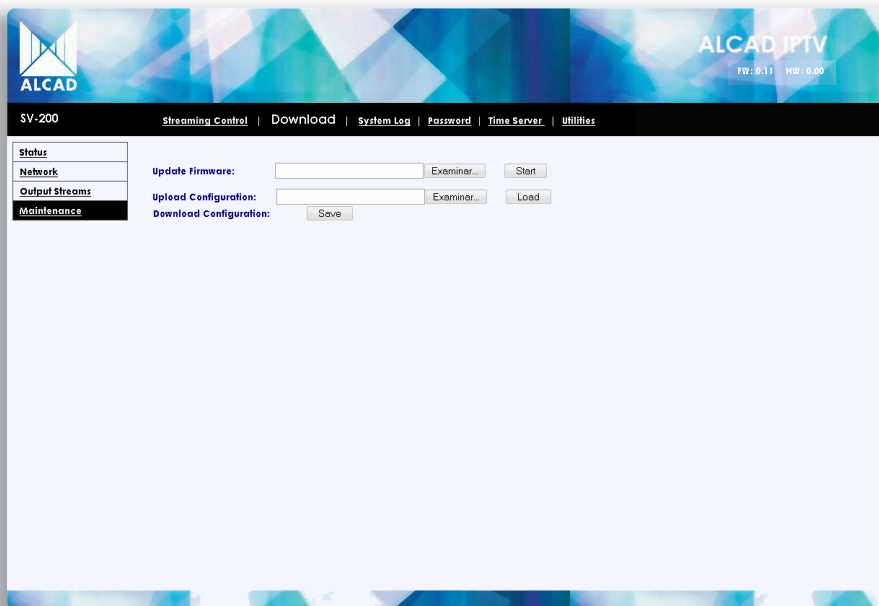 ALCAD IPTV
FW: 0.11 HW: 0.00
ALCAD
SV-200
Streaming Control | Download | System Log | Password | Time Server | Utilities
Status
Network
Output Streams
Maintenance
Update Firmware: Examinar... Start
Upload Configuration: Examinar... Load
Download Configuration: Save